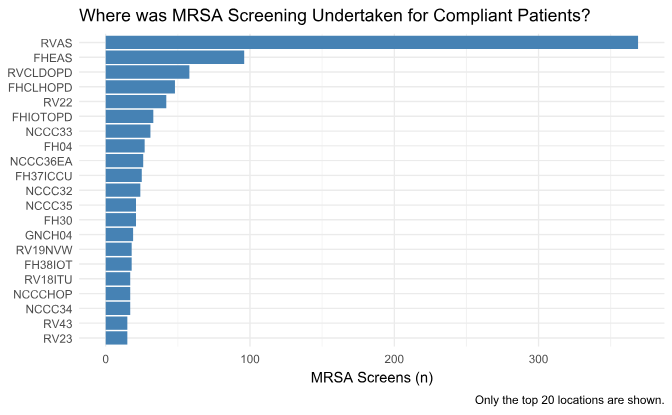 Where was MRSA Screening Undertaken for Compliant Patients?
RVAS
FHEAS
RVCLDOPD
FHCLHOPD
RV22
FHIOTOPD
NCCC33
FH04
NCCC36EA
FH37ICCU
NCCC32
NCCC35
FH30
GNCH04
RV19NVW
FH38IOT
RV18ITU
NCCCHOP
NCCC34
RV43
RV23
0 100 200 300
MRSA Screens (n)
Only the top 20 locations are shown.